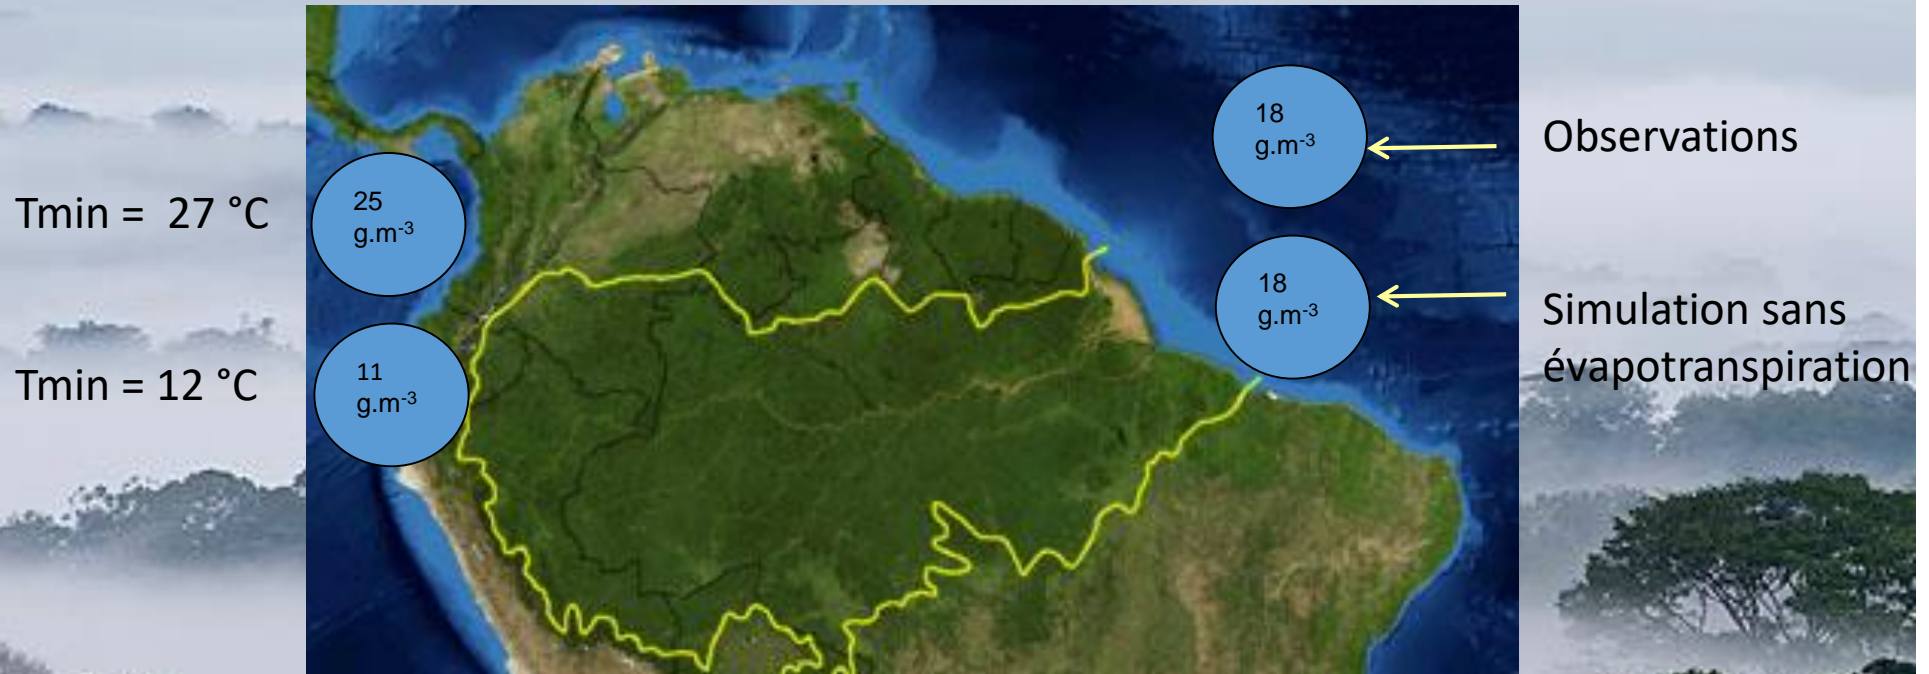 18
g.m-3
Observations
25
g.m-3
Tmin = 27 °C
18
g.m-3
Simulation sans
évapotranspiration
11
g.m-3
Tmin = 12 °C